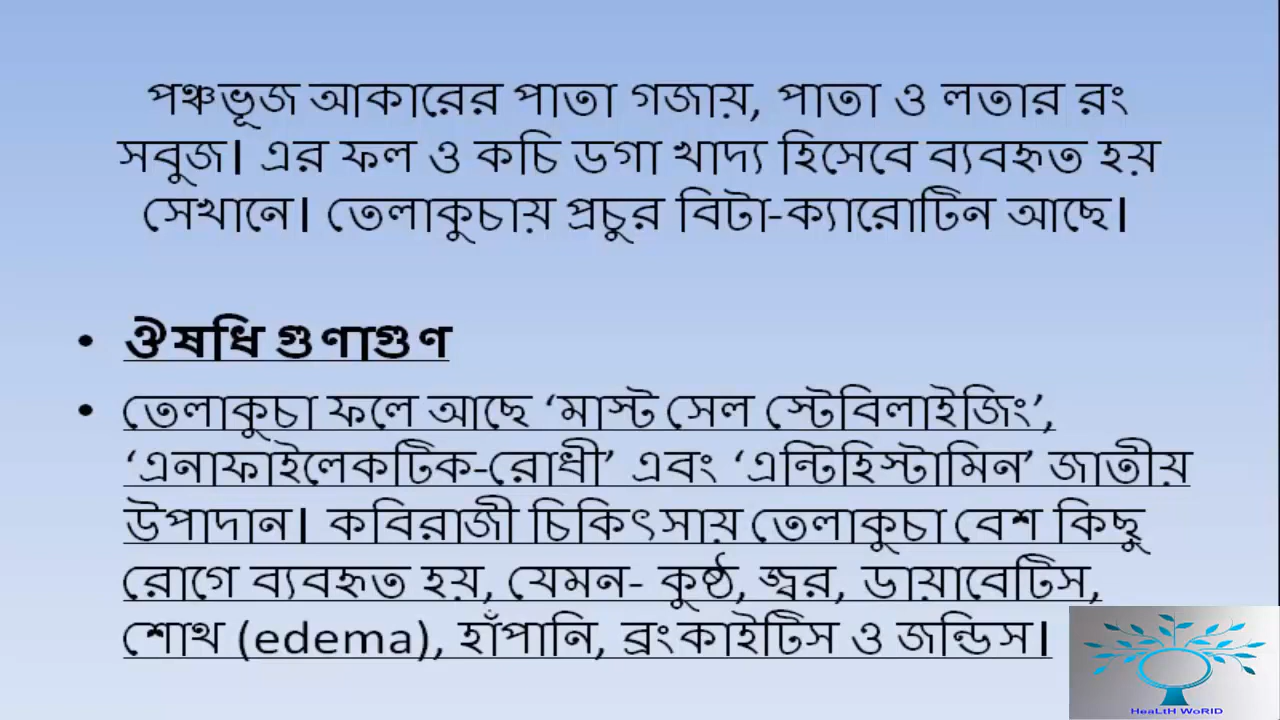 পঞ্চভূজ আকারের পাতা গজায়, পাতা ও লতার রং
সবুজ। এর ফল ও কচি ডগা খাদ্য হিসেবে ব্যবহৃত হয়
সেখানে। তেলাকুচায় প্রচুর বিটা-ক্যারোটিন আছে।
• ঔষধি গুণাগুণ
• তেলাকুচা ফলে আছে ‘মাস্ট সেল স্টেবিলাইজিং’,
‘এনাফাইলেকটিক-রোধী’ এবং ‘এন্টিহিস্টামিন’ জাতীয়
উপাদান। কবিরাজী চিকিৎসায় তেলাকুচা বেশ কিছু
রোগে ব্যবহৃত হয়, যেমন- কুষ্ঠ, জ্বর, ডায়াবেটিস,
শোথ (edema), হাঁপানি, ব্রংকাইটিস ও জন্ডিস।
HeaLtH WoRlD